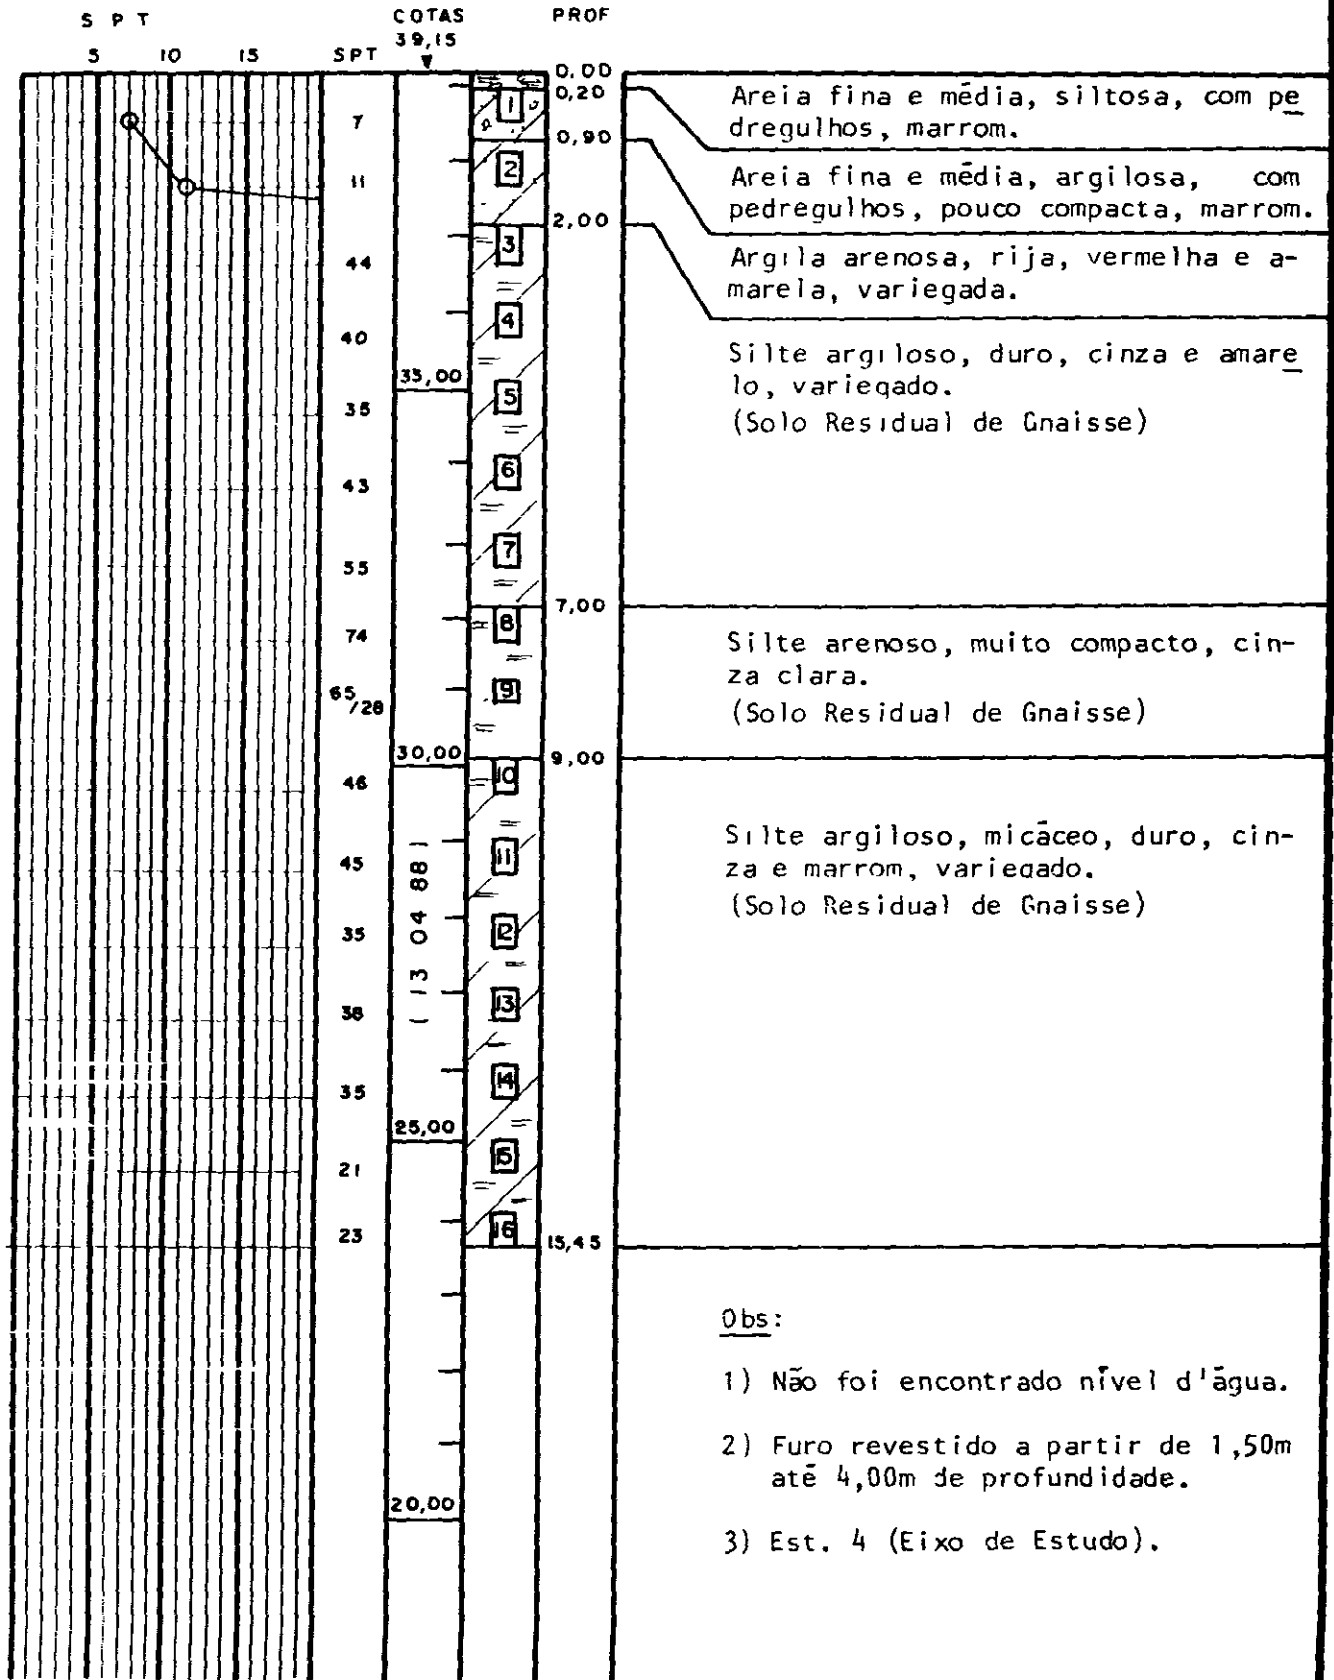 S P T
COTAS
PROF
39,15
5 10 15
SPT
0,00
0,20
0,90
2,00
7,00
9,00
15,45
7
11
44
40
35
43
55
74
65
/28
46
45
35
38
35
21
23
35,00
30,00
25,00
20,00
( 13 04 88 )
1
2
3
4
5
6
7
8
9
10
11
12
13
14
15
16
Areia fina e média, siltosa, com pe
dregulhos, marrom.
Areia fina e média, argilosa, com
pedregulhos, pouco compacta, marrom.
Argila arenosa, rija, vermelha e a-
marela, variegada.
Silte argiloso, duro, cinza e amare
lo, variegado.
(Solo Residual de Gnaisse)
Silte arenoso, muito compacto, cin-
za clara.
(Solo Residual de Gnaisse)
Silte argiloso, micáceo, duro, cin-
za e marrom, variegado.
(Solo Residual de Gnaisse)
Obs:
1) Não foi encontrado nível d'água.
2) Furo revestido a partir de 1,50m
até 4,00m de profundidade.
3) Est. 4 (Eixo de Estudo).